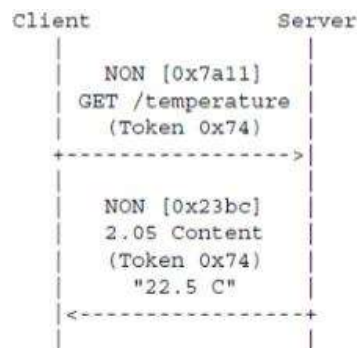 Client Server
NON [0x7a11]
GET /temperature
(Token 0x74)
NON [0x23bc]
2.05 Content
(Token 0x74)
"22.5 C"